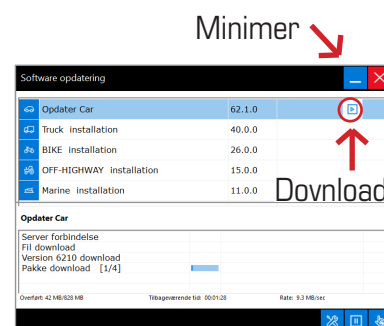 Minimer
Software opdatering
Opdater Car 62.1.0
Truck installation 40.0.0
BIKE installation 26.0.0
OFF-HIGHWAY installation 15.0.0
Marine installation 11.0.0
Dovnload
Opdater Car
Server forbindelse
Fil download
Version 6210 download
Pakke download [1/4]
Overført: 42 MB/828 MB Tilbageværende tid: 00:01:28 Rate: 9.3 MB/sec